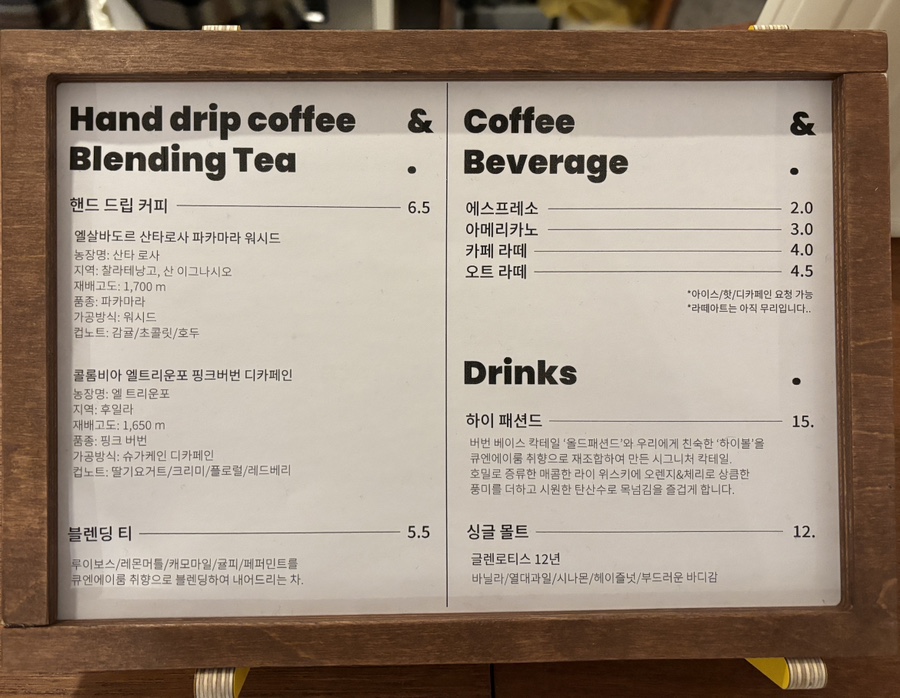 Hand drip coffee &
Blending Tea .
핸드 드립 커피 6.5
엘살바도르 산타로사 파카마라 워시드
농장명: 산타 로사
지역: 찰라테낭고, 산 이그나시오
재배고도: 1,700 m
품종: 파카마라
가공방식: 워시드
컵노트: 감귤/초콜릿/호두
콜롬비아 엘트리운포 핑크버번 디카페인
농장명: 엘 트리운포
지역: 후일라
재배고도: 1,650 m
품종: 핑크 버번
가공방식: 슈가케인 디카페인
컵노트: 딸기요거트/크리미/플로럴/레드베리
블렌딩 티 5.5
루이보스/레몬머틀/캐모마일/귤피/페퍼민트를
큐엔에이룸 취향으로 블렌딩하여 내어드리는 차.
Coffee &
Beverage .
에스프레소 2.0
아메리카노 3.0
카페 라떼 4.0
오트 라떼 4.5
*아이스/핫/디카페인 요청 가능
*라떼아트는 아직 무리입니다..
Drinks .
하이 패션드 15.
버번 베이스 칵테일 '올드패션드'와 우리에게 친숙한 '하이볼'을
큐엔에이룸 취향으로 재조합하여 만든 시그니처 칵테일.
호밀로 증류한 매콤한 라이 위스키에 오렌지&체리로 상큼한
풍미를 더하고 시원한 탄산수로 목넘김을 즐겁게 합니다.
싱글 몰트 12.
글렌로티스 12년
바닐라/열대과일/시나몬/헤이즐넛/부드러운 바디감